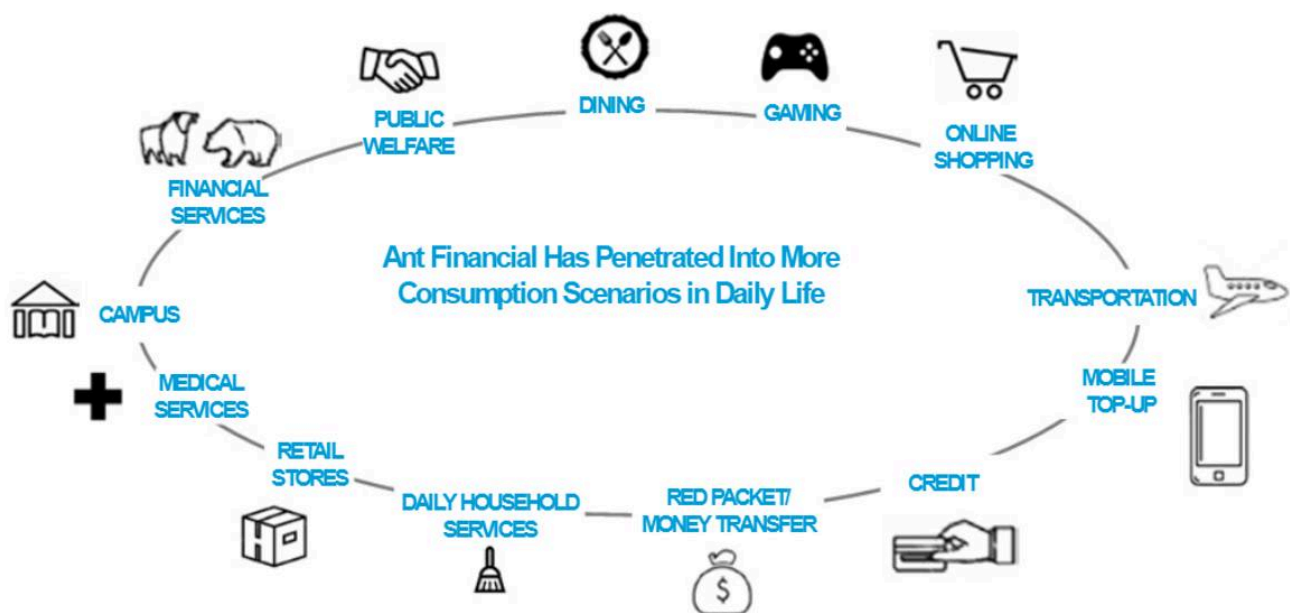 DINING
GAMING
PUBLIC
WELFARE
ONLINE
SHOPPING
FINANCIAL
SERVICES
Ant Financial Has Penetrated Into More
Consumption Scenarios in Daily Life
CAMPUS
TRANSPORTATION
MEDICAL
SERVICES
MOBILE
TOP-UP
RETAIL
STORES
CREDIT
DAILY HOUSEHOLD
SERVICES
RED PACKET/
MONEY TRANSFER
$